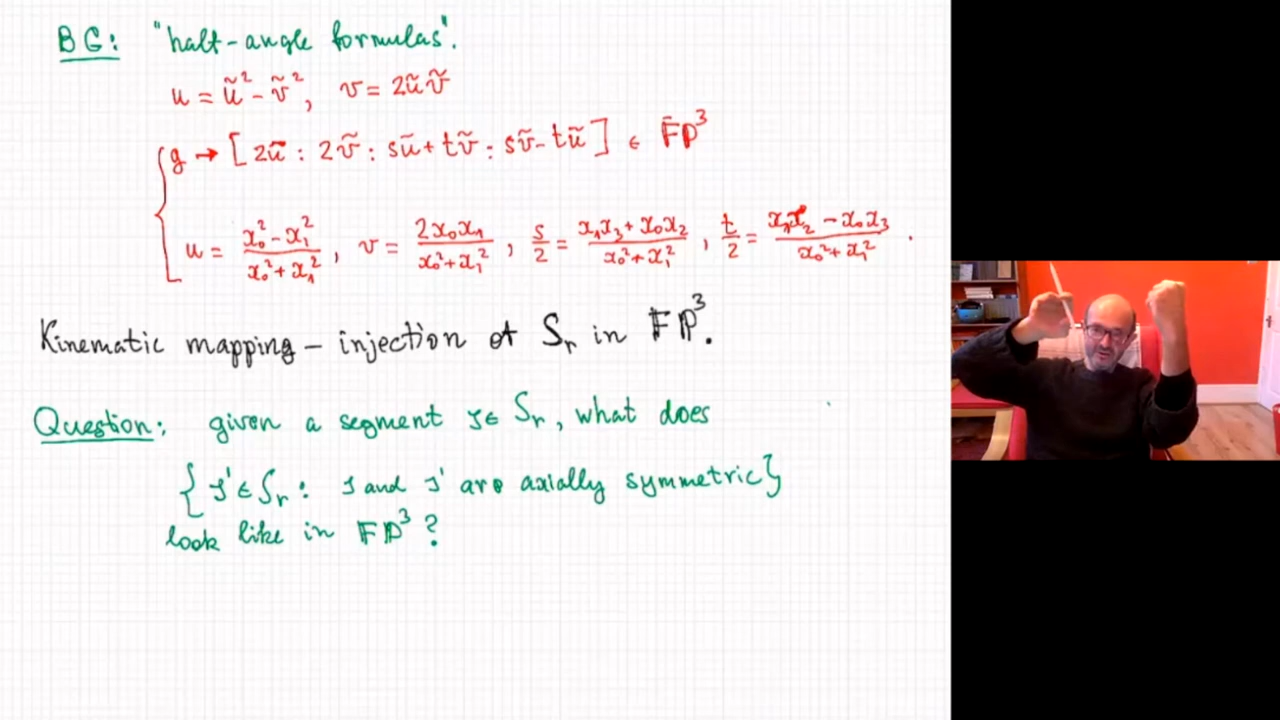 BG: "half-angle formulas".
u = ũ² - ṽ², v = 2ũṽ
g → [2ũ : 2ṽ : sũ + tṽ : sṽ - tũ] ∈ FP³
u = (x₀² - x₁²)/(x₀² + x₁²), v = 2x₀x₁/(x₀² + x₁²), s/2 = (x₁x₃ + x₀x₂)/(x₀² + x₁²), t/2 = (x₁x₂ - x₀x₃)/(x₀² + x₁²).
Kinematic mapping – injection of Sᵣ in FP³.
Question: given a segment s ∈ Sᵣ, what does
{s' ∈ Sᵣ : s and s' are axially symmetric}
look like in FP³?